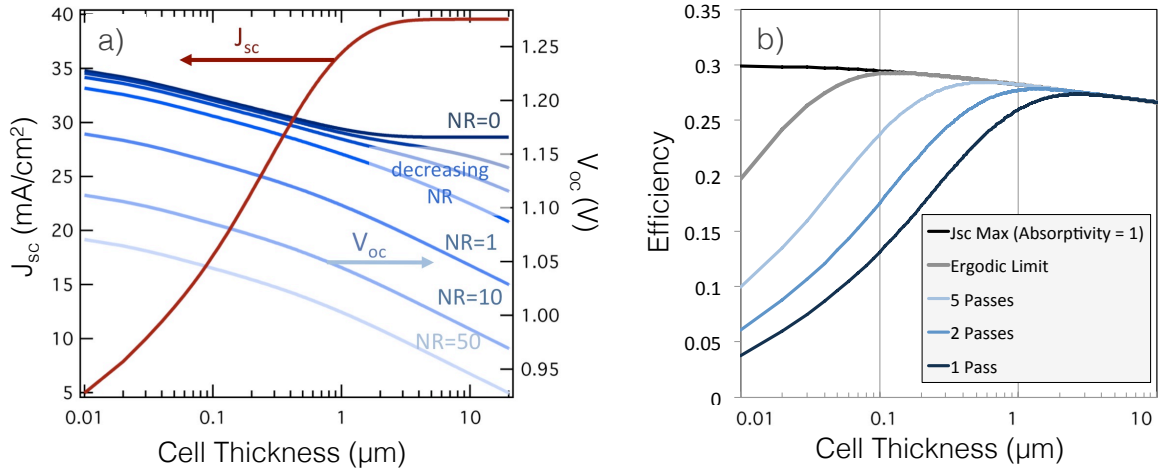 a)
J_sc
NR=0
decreasing
NR
NR=1
V_oc
NR=10
NR=50
40
35
30
25
20
15
10
5
J_sc (mA/cm²)
1.25
1.20
1.15
1.10
1.05
1.00
0.95
V_oc (V)
0.01
0.1
1
10
Cell Thickness (µm)
b)
Efficiency
0.35
0.3
0.25
0.2
0.15
0.1
0.05
0
Jsc Max (Absorptivity = 1)
Ergodic Limit
5 Passes
2 Passes
1 Pass
0.01
0.1
1
10
Cell Thickness (µm)